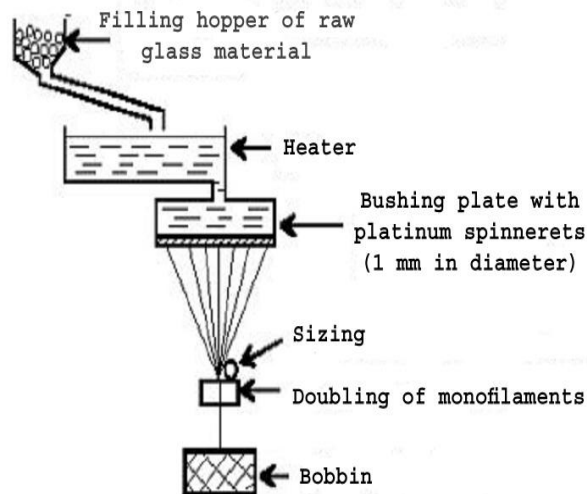 Filling hopper of raw
glass material
Heater
Bushing plate with
platinum spinnerets
(1 mm in diameter)
Sizing
Doubling of monofilaments
Bobbin